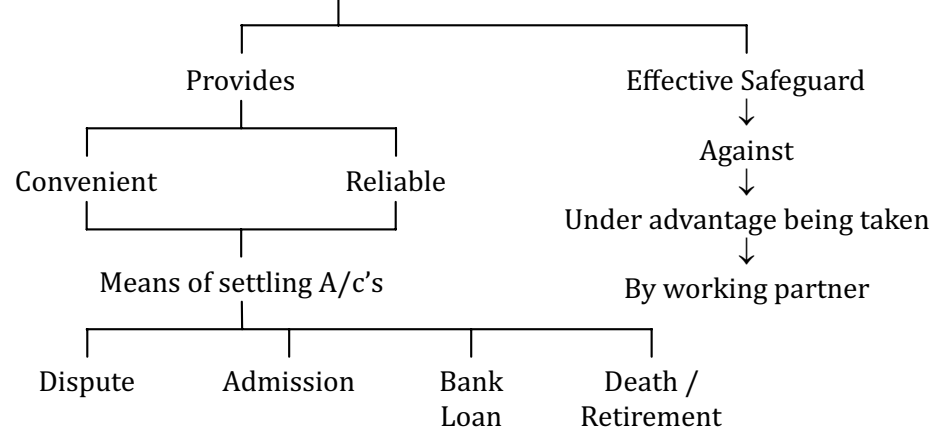 Provides
Effective Safeguard
Against
Convenient
Reliable
Under advantage being taken
Means of settling A/c's
By working partner
Dispute
Admission
Bank
Loan
Death /
Retirement